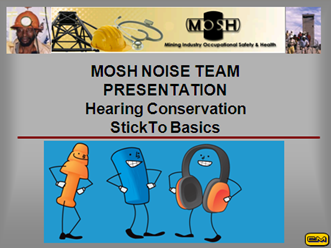 MOSH
Mining Industry Occupational Safety & Health
MOSH NOISE TEAM
PRESENTATION
Hearing Conservation
StickTo Basics